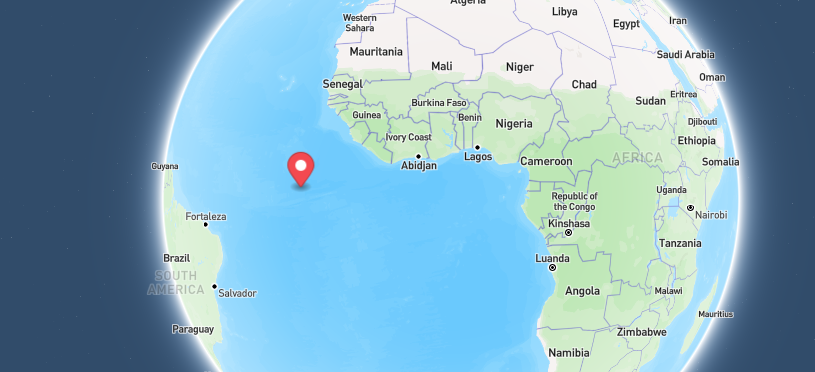 Algeria
Libya
Iran
Western
Sahara
Egypt
Mauritania
Saudi Arabia
Mali
Niger
Oman
Senegal
Chad
Eritrea
Burkina Faso
Sudan
Guinea
Benin
Djibouti
Nigeria
Ivory Coast
Ethiopia
Lagos
AFRICA
Guyana
Abidjan
Cameroon
Somalia
Uganda
Republic of
the Congo
Fortaleza
Nairobi
Kinshasa
Tanzania
Brazil
Luanda
SOUTH
AMERICA
Salvador
Angola
Malawi
Mauritius
Paraguay
Zimbabwe
Namibia